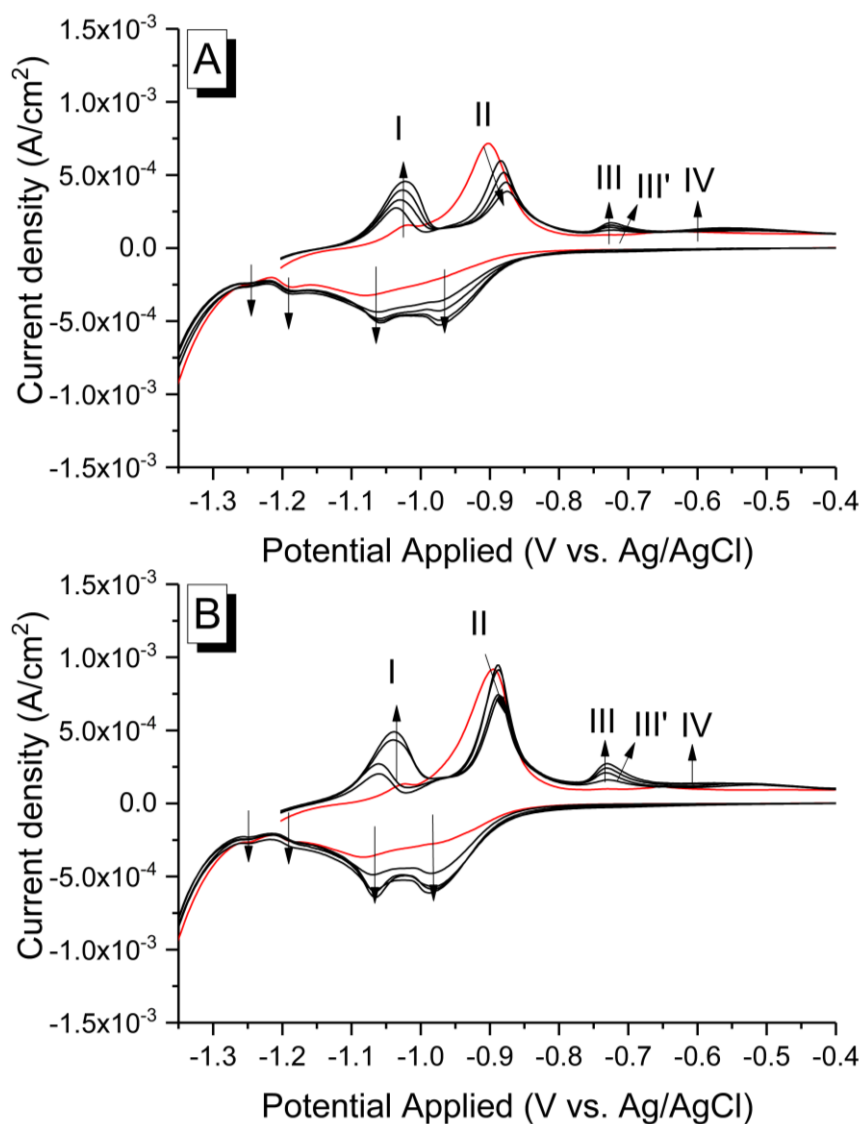 A
I II III III' IV
1.5x10-3
1.0x10-3
5.0x10-4
0.0
-5.0x10-4
-1.0x10-3
-1.5x10-3
Current density (A/cm2)
-1.3 -1.2 -1.1 -1.0 -0.9 -0.8 -0.7 -0.6 -0.5 -0.4
Potential Applied (V vs. Ag/AgCl)
B
I II III III' IV
1.5x10-3
1.0x10-3
5.0x10-4
0.0
-5.0x10-4
-1.0x10-3
-1.5x10-3
Current density (A/cm2)
-1.3 -1.2 -1.1 -1.0 -0.9 -0.8 -0.7 -0.6 -0.5 -0.4
Potential Applied (V vs. Ag/AgCl)